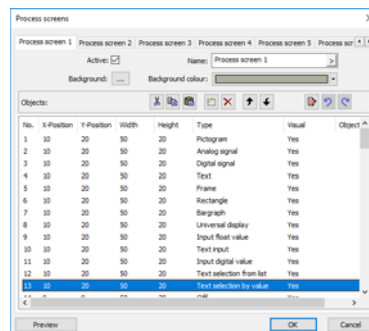 Process screens
Process screen 1 Process screen 2 Process screen 3 Process screen 4 Process screen 5 Process scr
Active: Name: Process screen 1 >
Background: ... Background colour:
Objects:
No. X-Position Y-Position Width Height Type Visual Object
1 10 20 50 20 Pictogram Yes
2 10 20 50 20 Analog signal Yes
3 10 20 50 20 Digital signal Yes
4 10 20 50 20 Text Yes
5 10 20 50 20 Frame Yes
6 10 20 50 20 Rectangle Yes
7 10 20 50 20 Bargraph Yes
8 10 20 50 20 Universal display Yes
9 10 20 50 20 Input float value Yes
10 10 20 50 20 Text input Yes
11 10 20 50 20 Input digital value Yes
12 10 20 50 20 Text selection from list Yes
13 10 20 50 20 Text selection by value Yes
Preview OK Cancel